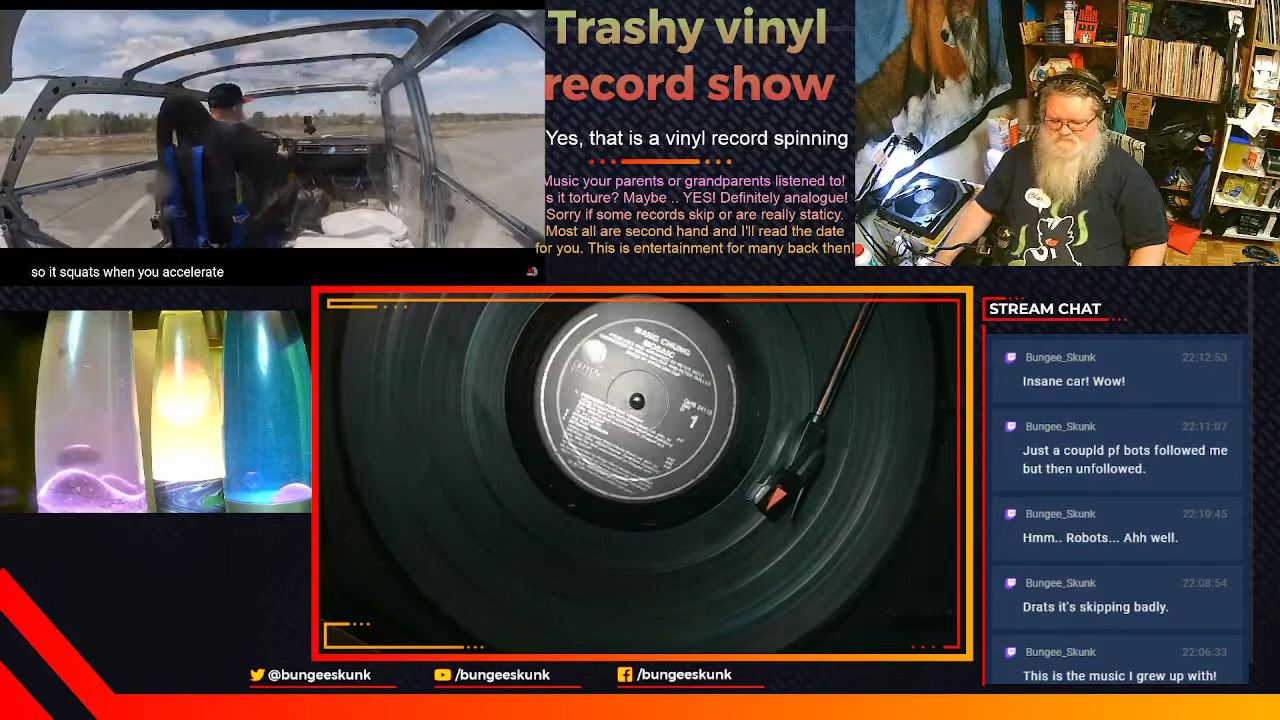 Trashy vinyl
record show
Yes, that is a vinyl record spinning
Music your parents or grandparents listened to!
s it torture? Maybe .. YES! Definitely analogue!
Sorry if some records skip or are really staticy.
Most all are second hand and I'll read the date
for you. This is entertainment for many back then!
so it squats when you accelerate
WANG CHUNG
MOSAIC
1
STREAM CHAT
Bungee_Skunk 22:12:53
Insane car! Wow!
Bungee_Skunk 22:11:07
Just a coupld pf bots followed me
but then unfollowed.
Bungee_Skunk 22:10:45
Hmm.. Robots... Ahh well.
Bungee_Skunk 22:08:54
Drats it's skipping badly.
Bungee_Skunk 22:06:33
This is the music I grew up with!
@bungeeskunk
/bungeeskunk
/bungeeskunk